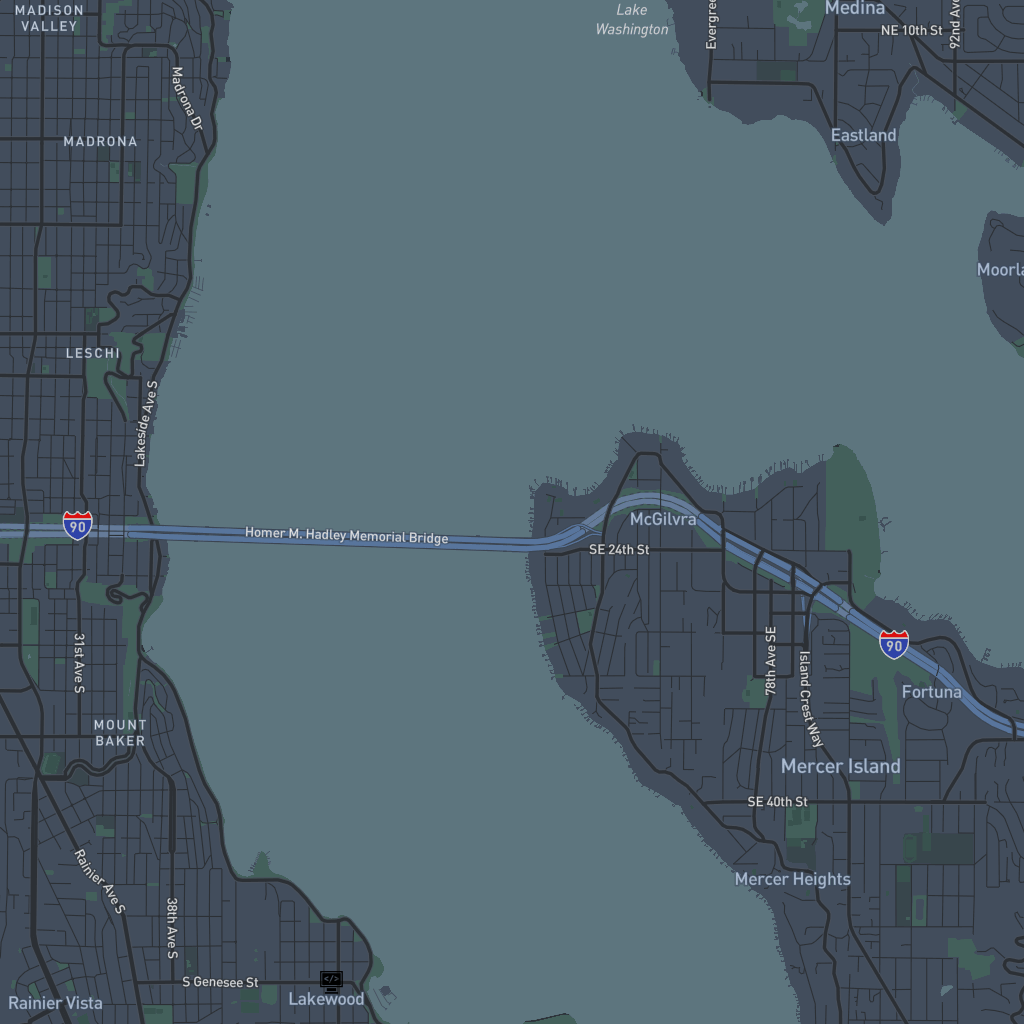 MADISON
VALLEY
Lake
Washington
Evergree
Medina
NE 10th St
92nd Ave
Madrona Dr
MADRONA
Eastland
Moorla
LESCHI
Lakeside Ave S
90
Homer M. Hadley Memorial Bridge
McGilvra
SE 24th St
31st Ave S
78th Ave SE
Island Crest Way
90
Fortuna
MOUNT
BAKER
Mercer Island
SE 40th St
Rainier Ave S
38th Ave S
Mercer Heights
S Genesee St
</>
Lakewood
Rainier Vista